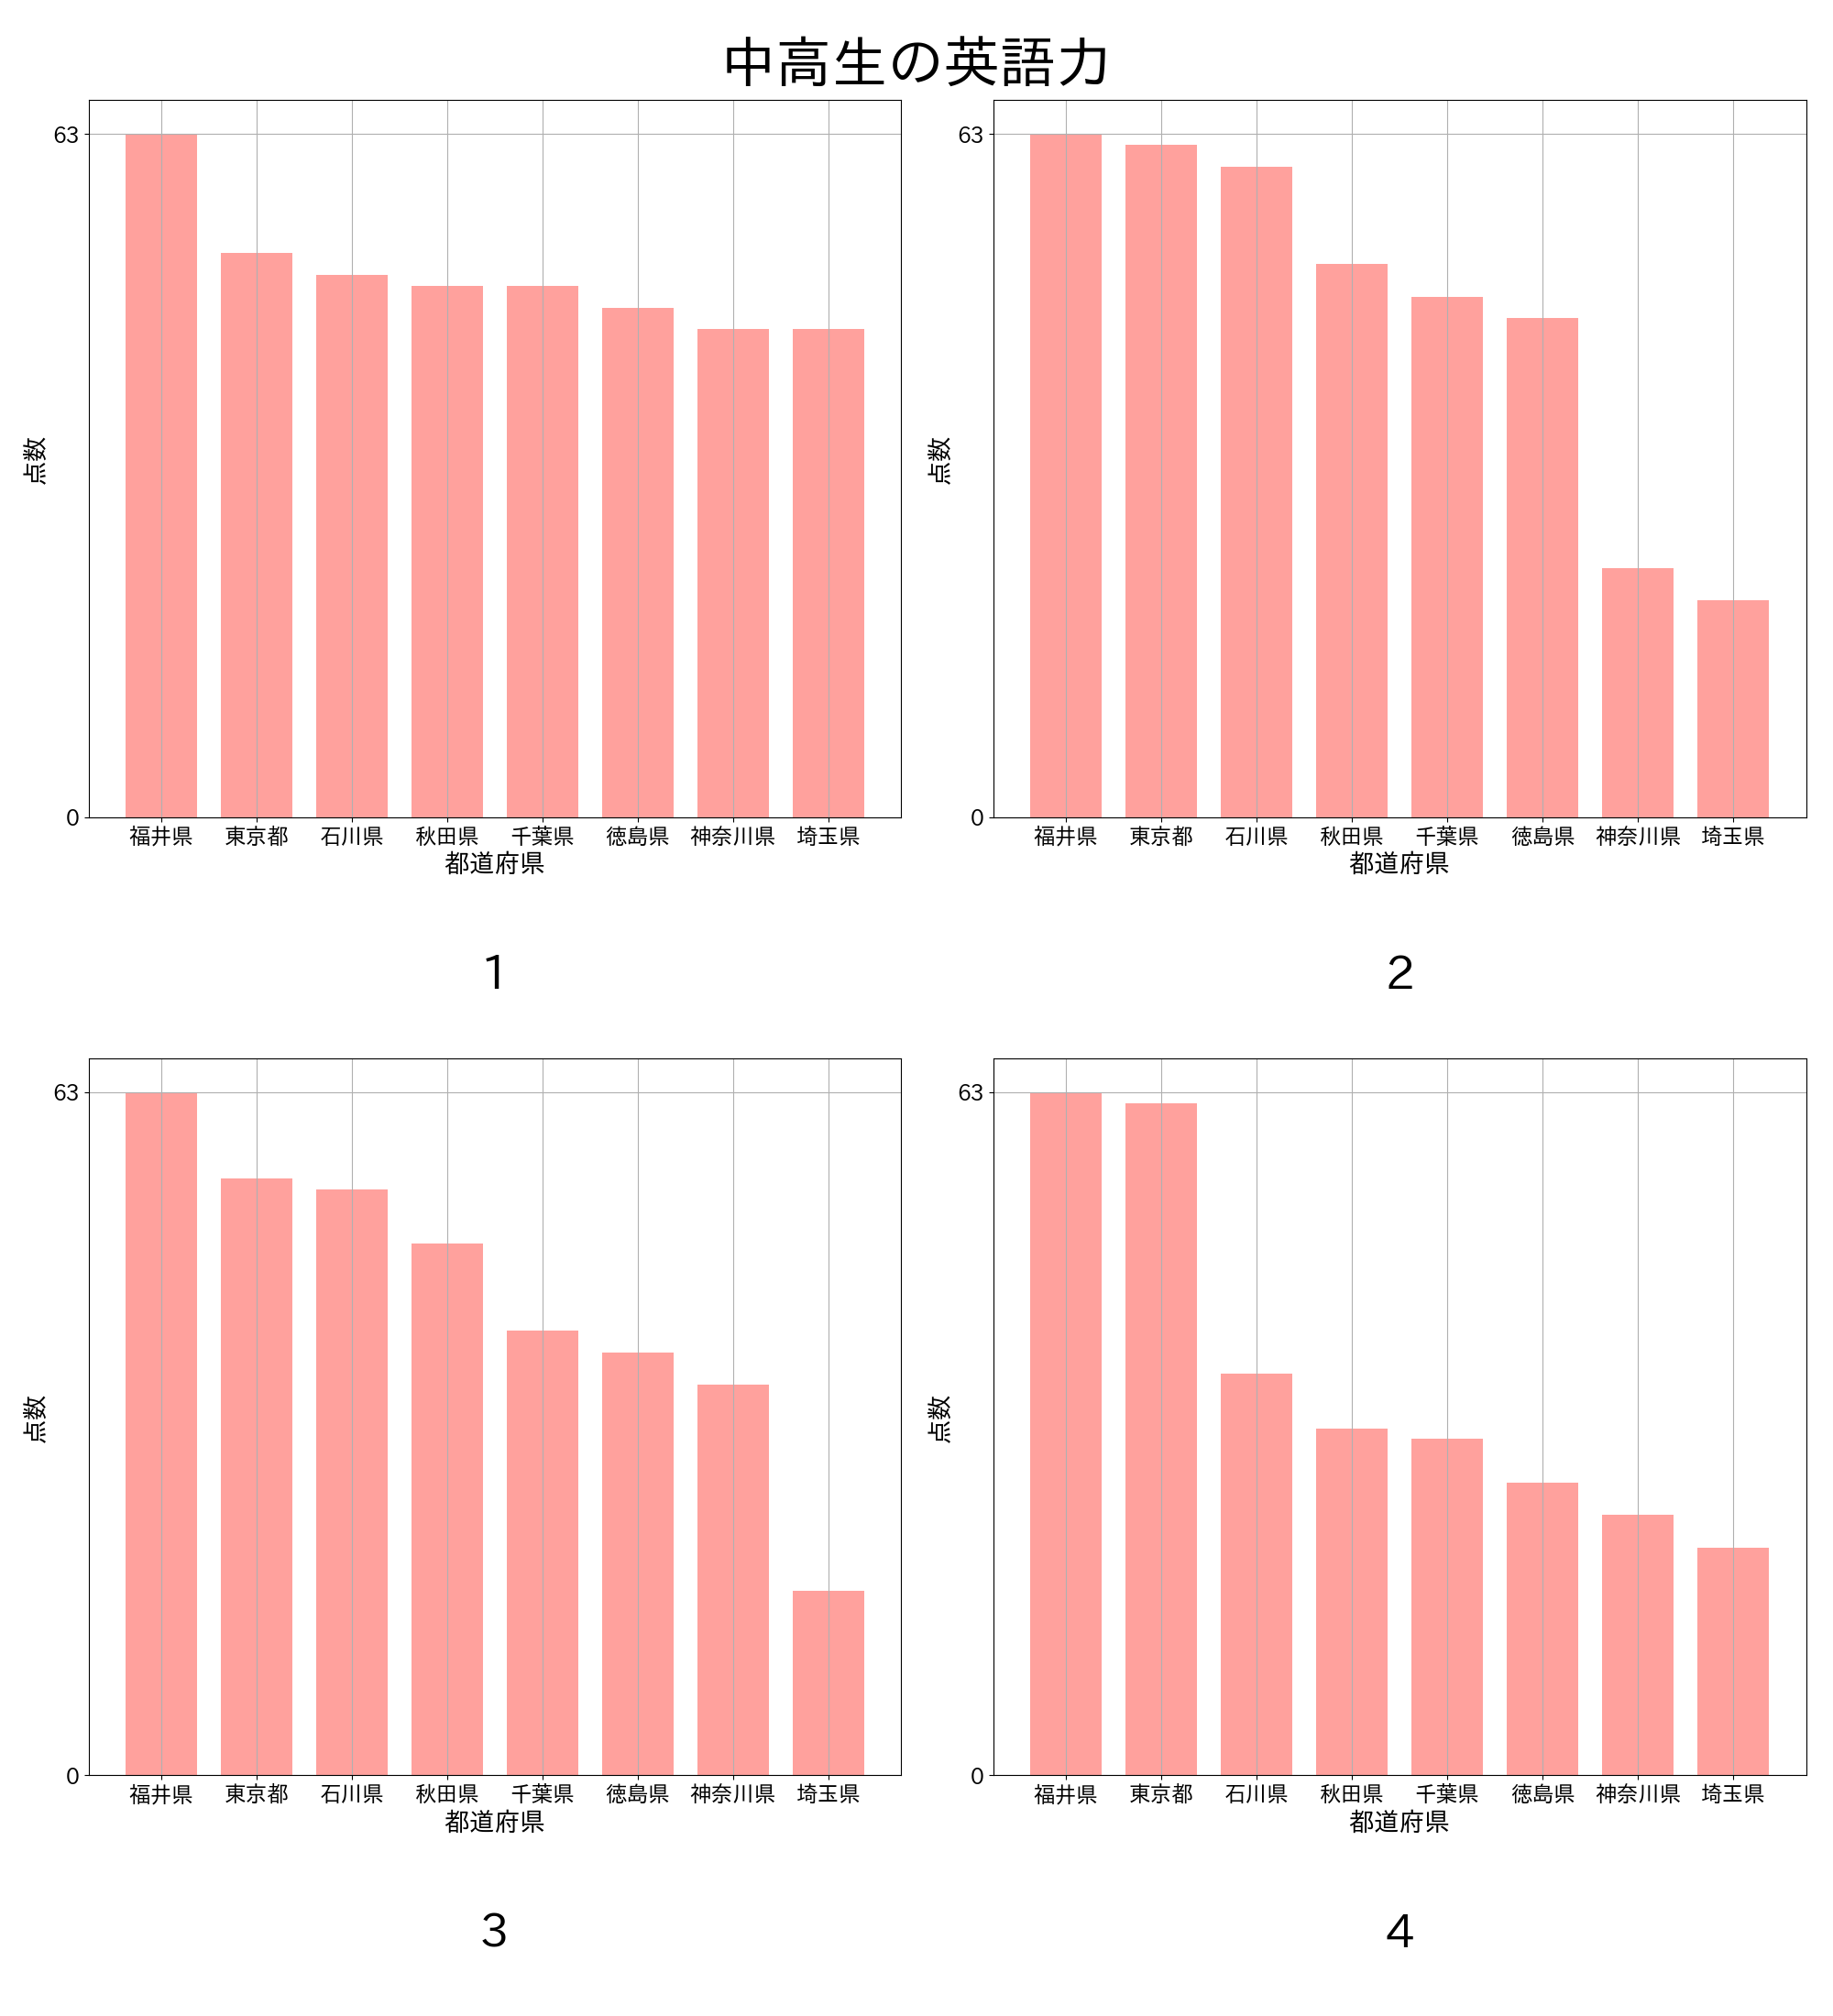 中高生の英語力
63
0
点数
福井県 東京都 石川県 秋田県 千葉県 徳島県 神奈川県 埼玉県
都道府県
1
63
0
点数
福井県 東京都 石川県 秋田県 千葉県 徳島県 神奈川県 埼玉県
都道府県
2
63
0
点数
福井県 東京都 石川県 秋田県 千葉県 徳島県 神奈川県 埼玉県
都道府県
3
63
0
点数
福井県 東京都 石川県 秋田県 千葉県 徳島県 神奈川県 埼玉県
都道府県
4